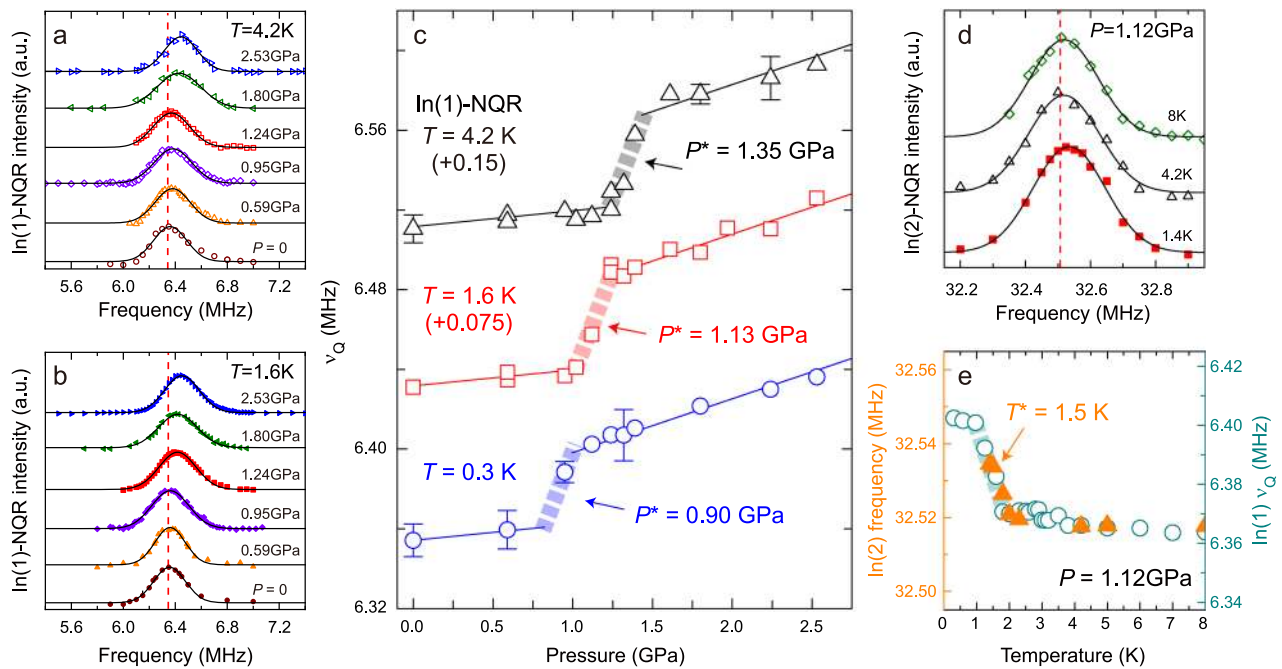 a
T=4.2K
2.53GPa
1.80GPa
1.24GPa
0.95GPa
0.59GPa
P = 0
In(1)-NQR intensity (a.u.)
5.6 6.0 6.4 6.8 7.2
Frequency (MHz)
b
T=1.6K
2.53GPa
1.80GPa
1.24GPa
0.95GPa
0.59GPa
P = 0
In(1)-NQR intensity (a.u.)
5.6 6.0 6.4 6.8 7.2
Frequency (MHz)
c
In(1)-NQR
T = 4.2 K
(+0.15)
P* = 1.35 GPa
T = 1.6 K
(+0.075)
P* = 1.13 GPa
T = 0.3 K
P* = 0.90 GPa
νQ (MHz)
6.56
6.48
6.40
6.32
0.0 0.5 1.0 1.5 2.0 2.5
Pressure (GPa)
d
P=1.12GPa
8K
4.2K
1.4K
In(2)-NQR intensity (a.u.)
32.2 32.4 32.6 32.8
Frequency (MHz)
e
T* = 1.5 K
P = 1.12GPa
In(2) frequency (MHz)
32.56
32.54
32.52
32.50
In(1) νQ
(MHz)
6.42
6.40
6.38
6.36
6.34
0 1 2 3 4 5 6 7 8
Temperature (K)